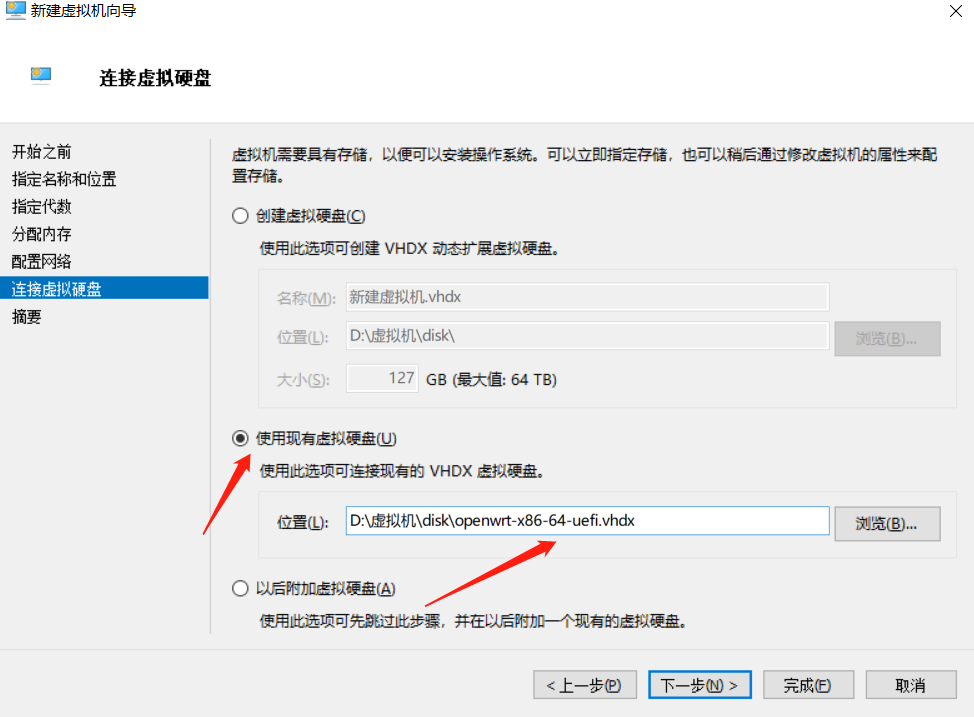 新建虚拟机向导
连接虚拟硬盘
开始之前
指定名称和位置
指定代数
分配内存
配置网络
连接虚拟硬盘
摘要
虚拟机需要具有存储，以便可以安装操作系统。可以立即指定存储，也可以稍后通过修改虚拟机的属性来配
置存储。
创建虚拟硬盘(C)
使用此选项可创建 VHDX 动态扩展虚拟硬盘。
名称(M): 新建虚拟机.vhdx
位置(L): D:\虚拟机\disk\ 浏览(B)...
大小(S): 127 GB (最大值: 64 TB)
使用现有虚拟硬盘(U)
使用此选项可连接现有的 VHDX 虚拟硬盘。
位置(L): D:\虚拟机\disk\openwrt-x86-64-uefi.vhdx 浏览(B)...
以后附加虚拟硬盘(A)
使用此选项可先跳过此步骤，并在以后附加一个现有的虚拟硬盘。
< 上一步(P) 下一步(N) > 完成(F) 取消